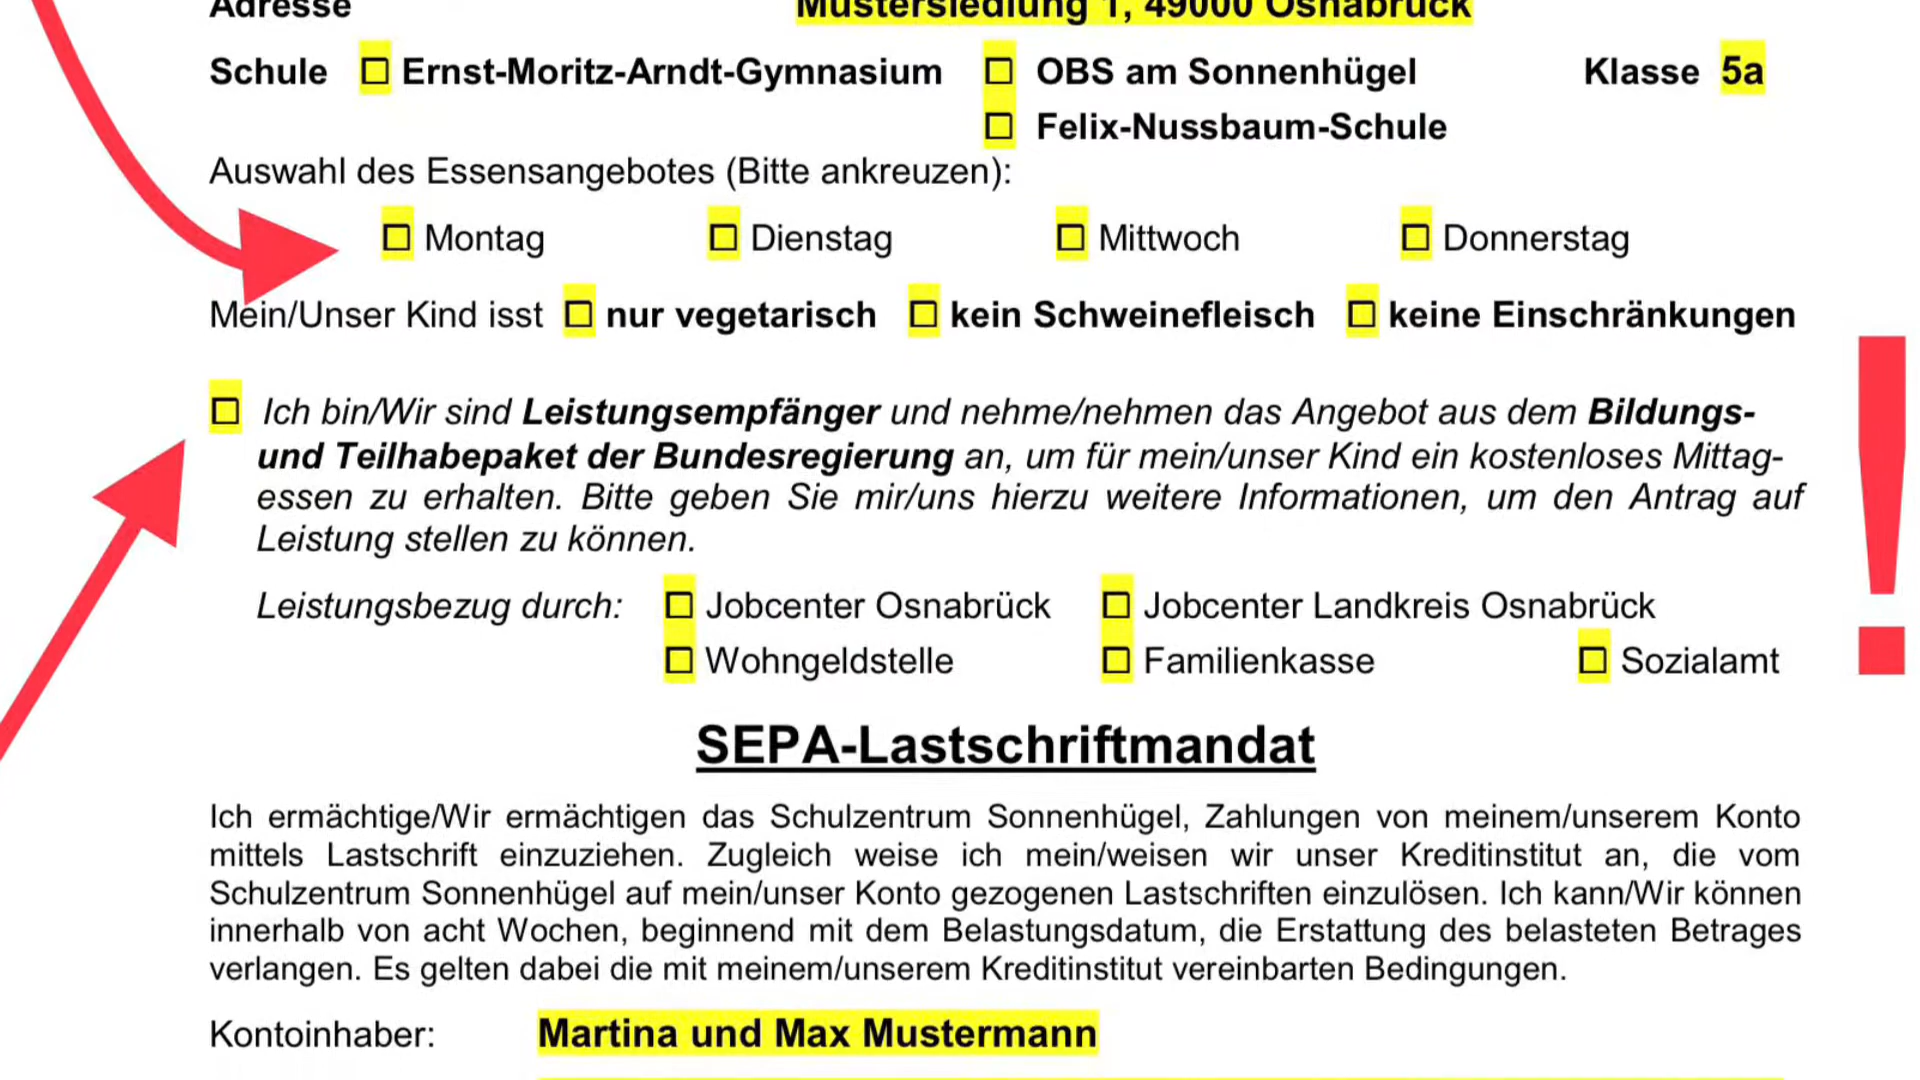 Adresse Mustersiedlung 1, 49000 Osnabrück
Schule ☐ Ernst-Moritz-Arndt-Gymnasium ☐ OBS am Sonnenhügel Klasse 5a
☐ Felix-Nussbaum-Schule
Auswahl des Essensangebotes (Bitte ankreuzen):
☐ Montag ☐ Dienstag ☐ Mittwoch ☐ Donnerstag
Mein/Unser Kind isst ☐ nur vegetarisch ☐ kein Schweinefleisch ☐ keine Einschränkungen
☐ Ich bin/Wir sind Leistungsempfänger und nehme/nehmen das Angebot aus dem Bildungs-
und Teilhabepaket der Bundesregierung an, um für mein/unser Kind ein kostenloses Mittag-
essen zu erhalten. Bitte geben Sie mir/uns hierzu weitere Informationen, um den Antrag auf
Leistung stellen zu können.
Leistungsbezug durch: ☐ Jobcenter Osnabrück ☐ Jobcenter Landkreis Osnabrück
☐ Wohngeldstelle ☐ Familienkasse ☐ Sozialamt
!
SEPA-Lastschriftmandat
Ich ermächtige/Wir ermächtigen das Schulzentrum Sonnenhügel, Zahlungen von meinem/unserem Konto
mittels Lastschrift einzuziehen. Zugleich weise ich mein/weisen wir unser Kreditinstitut an, die vom
Schulzentrum Sonnenhügel auf mein/unser Konto gezogenen Lastschriften einzulösen. Ich kann/Wir können
innerhalb von acht Wochen, beginnend mit dem Belastungsdatum, die Erstattung des belasteten Betrages
verlangen. Es gelten dabei die mit meinem/unserem Kreditinstitut vereinbarten Bedingungen.
Kontoinhaber: Martina und Max Mustermann